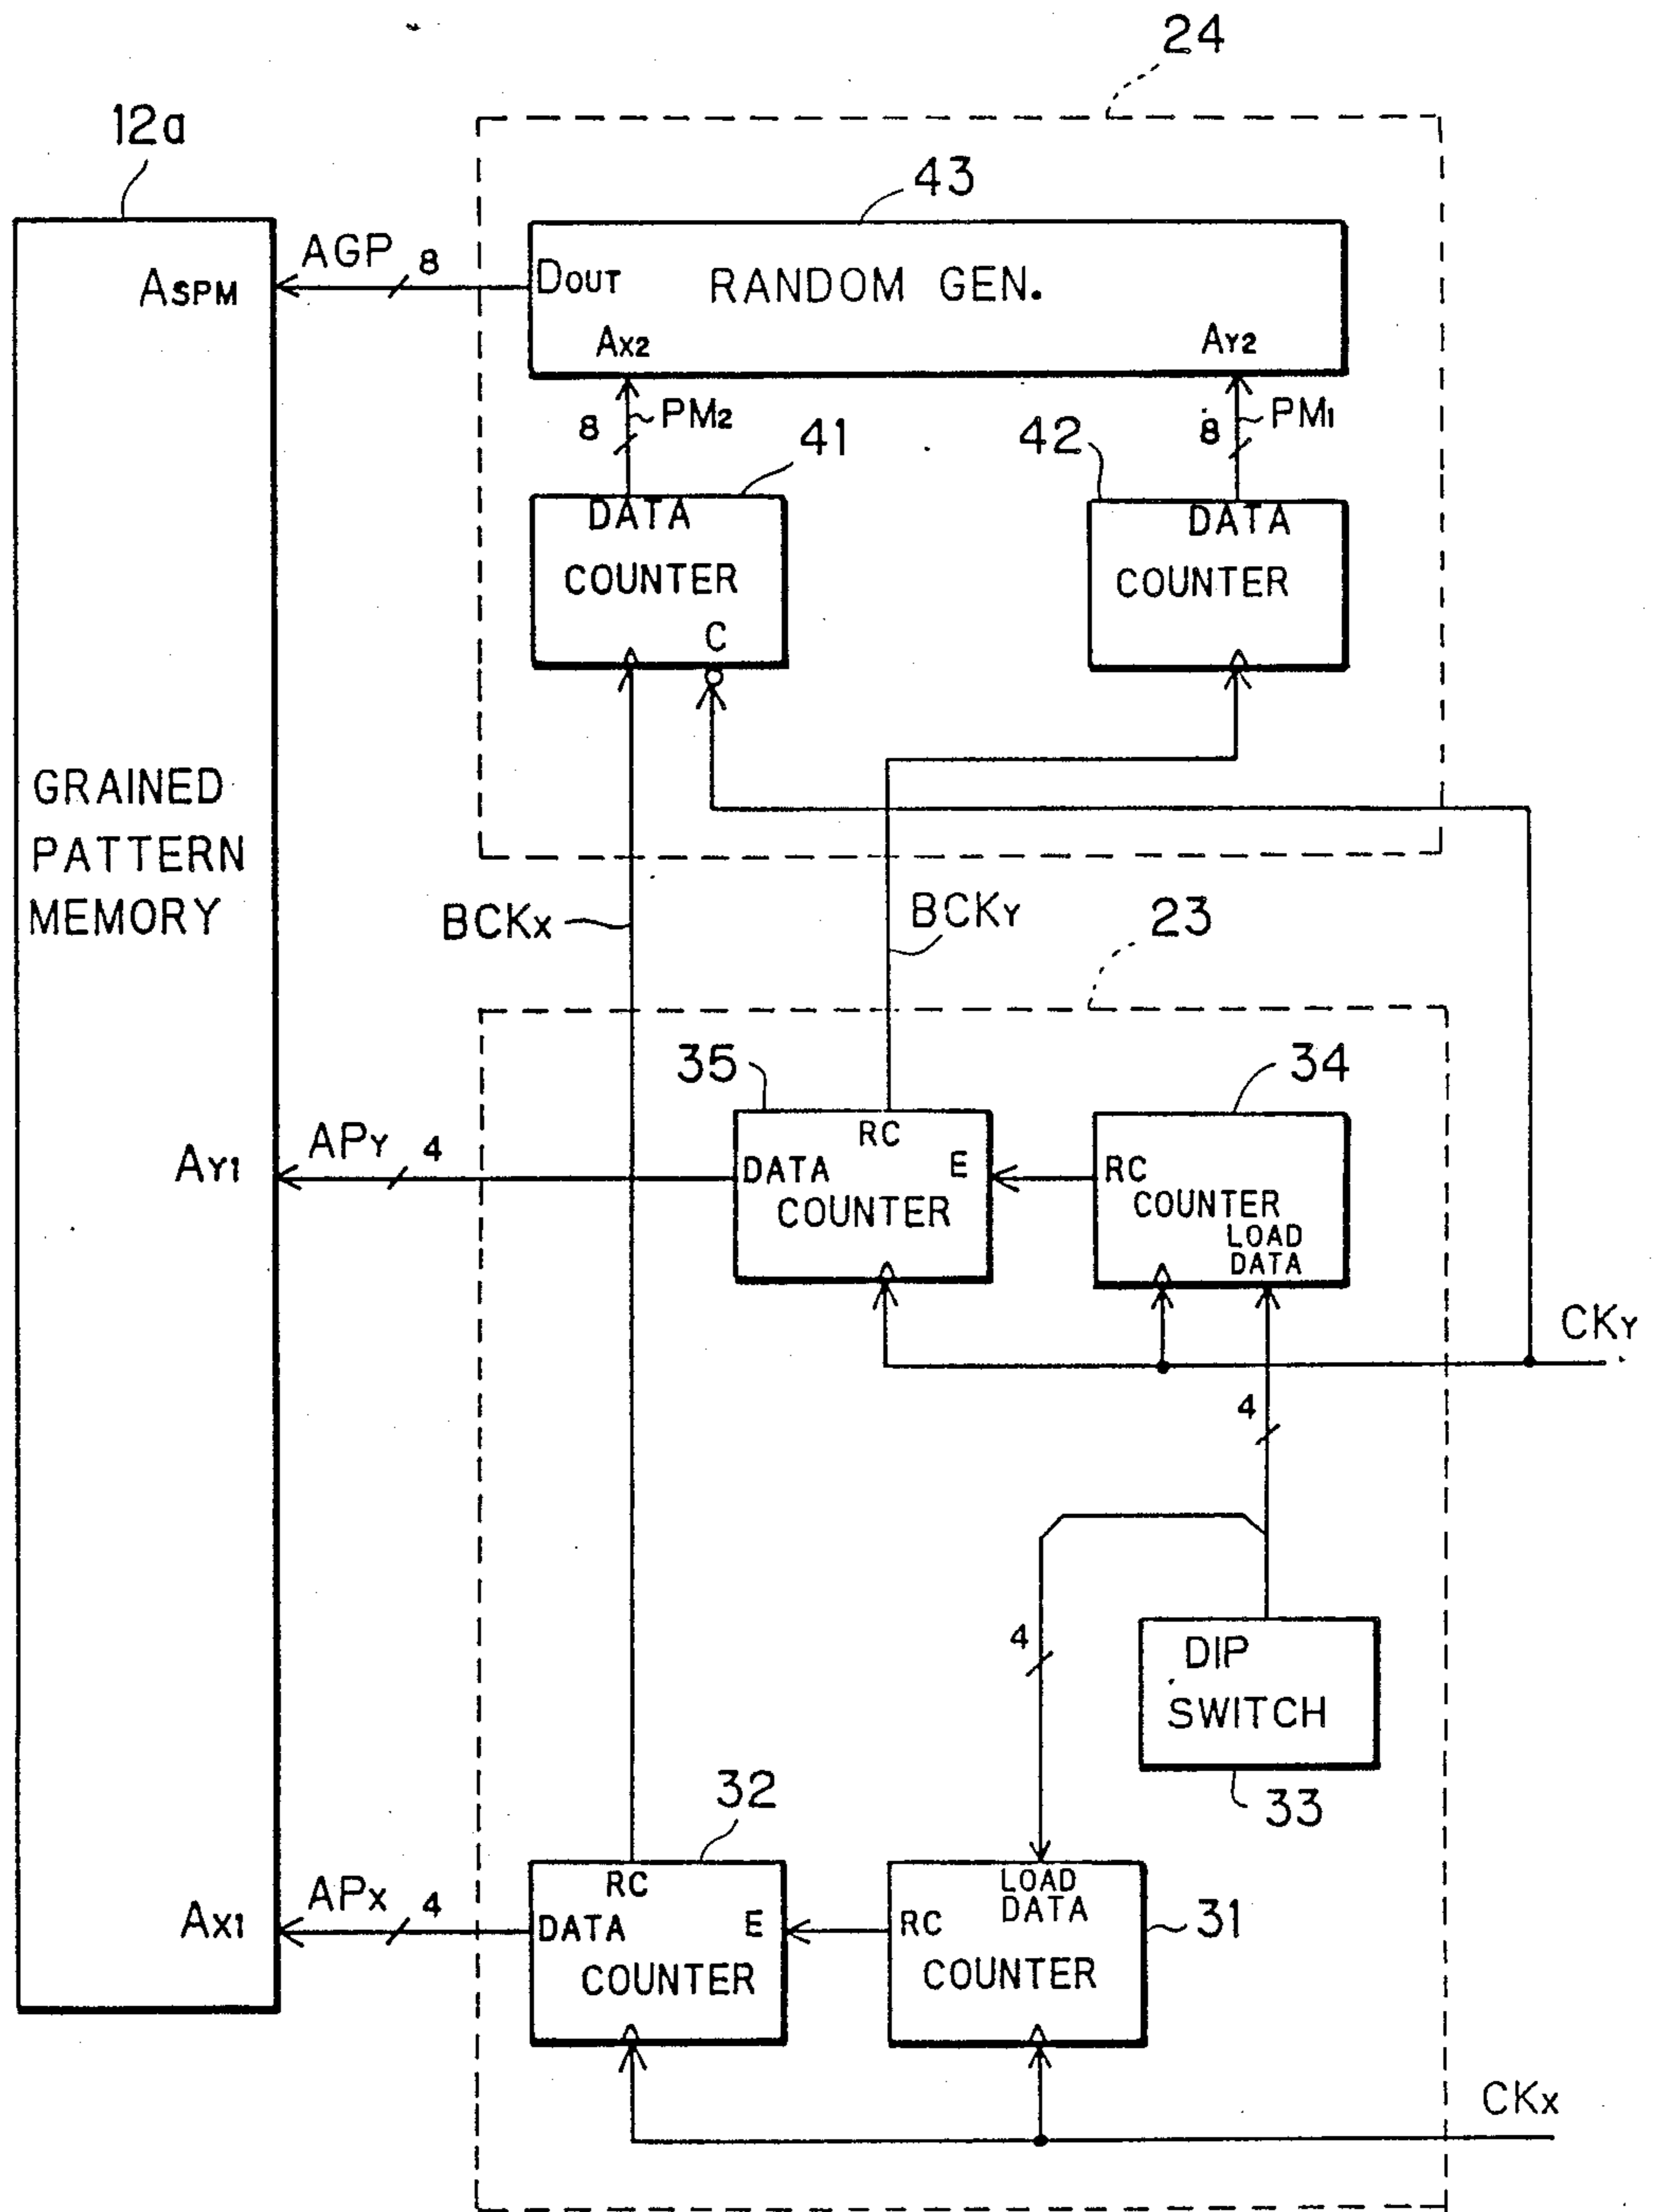 24
12a
43
AGP 8
ASPM
DOUT RANDOM GEN.
AX2 AY2
8 PM2
8 PM1
41
42
DATA
COUNTER
C
DATA
COUNTER
GRAINED
PATTERN
MEMORY
BCKX
BCKY
23
35
34
APY 4
AY1
RC
DATA E
COUNTER
RC
COUNTER
LOAD
DATA
CKY
4
4
DIP
SWITCH
33
32
APX 4
AX1
RC
DATA E
COUNTER
LOAD
DATA
RC
COUNTER
31
CKX